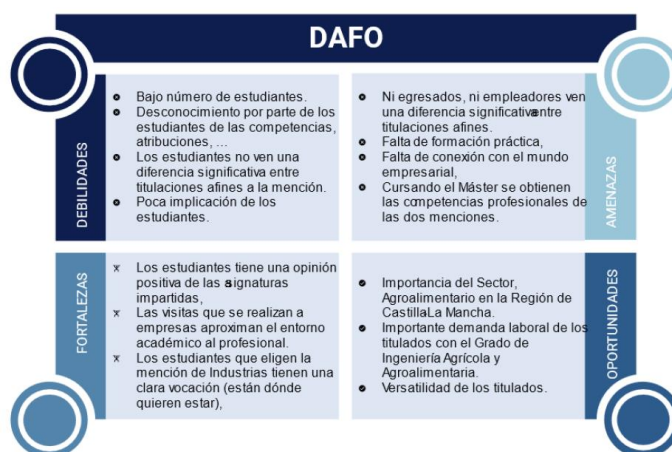 DAFO
DEBILIDADES
Bajo número de estudiantes.
Desconocimiento por parte de los
estudiantes de las competencias,
atribuciones, ...
Los estudiantes no ven una
diferencia significativa entre
titulaciones afines a la mención.
Poca implicación de los
estudiantes.
AMENAZAS
Ni egresados, ni empleadores ven
una diferencia significativa entre
titulaciones afines.
Falta de formación práctica,
Falta de conexión con el mundo
empresarial,
Cursando el Máster se obtienen
las competencias profesionales de
las dos menciones.
FORTALEZAS
Los estudiantes tiene una opinión
positiva de las asignaturas
impartidas,
Las visitas que se realizan a
empresas aproximan el entorno
académico al profesional.
Los estudiantes que eligen la
mención de Industrias tienen una
clara vocación (están dónde
quieren estar),
OPORTUNIDADES
Importancia del Sector,
Agroalimentario en la Región de
Castilla La Mancha.
Importante demanda laboral de los
titulados con el Grado de
Ingeniería Agrícola y
Agroalimentaria.
Versatilidad de los titulados.